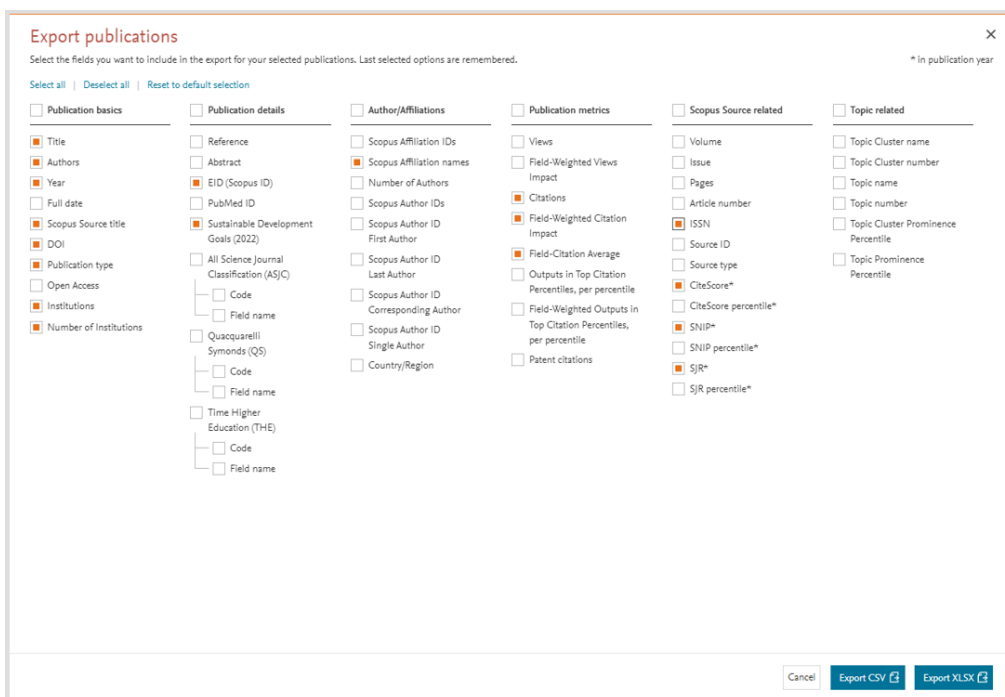 Export publications
Select the fields you want to include in the export for your selected publications. Last selected options are remembered.
* in publication year
Select all | Deselect all | Reset to default selection
Publication basics
Title
Authors
Year
Full date
Scopus Source title
DOI
Publication type
Open Access
Institutions
Number of Institutions
Publication details
Reference
Abstract
EID (Scopus ID)
PubMed ID
Sustainable Development
Goals (2022)
All Science Journal
Classification (ASJC)
Code
Field name
Quacquarelli
Symonds (QS)
Code
Field name
Time Higher
Education (THE)
Code
Field name
Author/Affiliations
Scopus Affiliation IDs
Scopus Affiliation names
Number of Authors
Scopus Author IDs
Scopus Author ID
First Author
Scopus Author ID
Last Author
Scopus Author ID
Corresponding Author
Scopus Author ID
Single Author
Country/Region
Publication metrics
Views
Field-Weighted Views
Impact
Citations
Field-Weighted Citation
Impact
Field-Citation Average
Outputs in Top Citation
Percentiles, per percentile
Field-Weighted Outputs in
Top Citation Percentiles,
per percentile
Patent citations
Scopus Source related
Volume
Issue
Pages
Article number
ISSN
Source ID
Source type
CiteScore*
CiteScore percentile*
SNIP*
SNIP percentile*
SJR*
SJR percentile*
Topic related
Topic Cluster name
Topic Cluster number
Topic name
Topic number
Topic Cluster Prominence
Percentile
Topic Prominence
Percentile
Cancel
Export CSV
Export XLSX